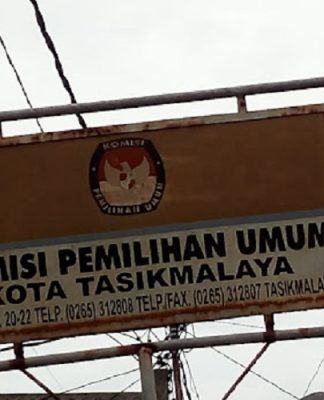 KOMISI
PEMILIHAN UMUM
MISI PEMILIHAN UMUM
KOTA TASIKMALAYA
20-22 TELP. (0265) 312808 TELP/FAX. (0265) 312807 TASIKMALA